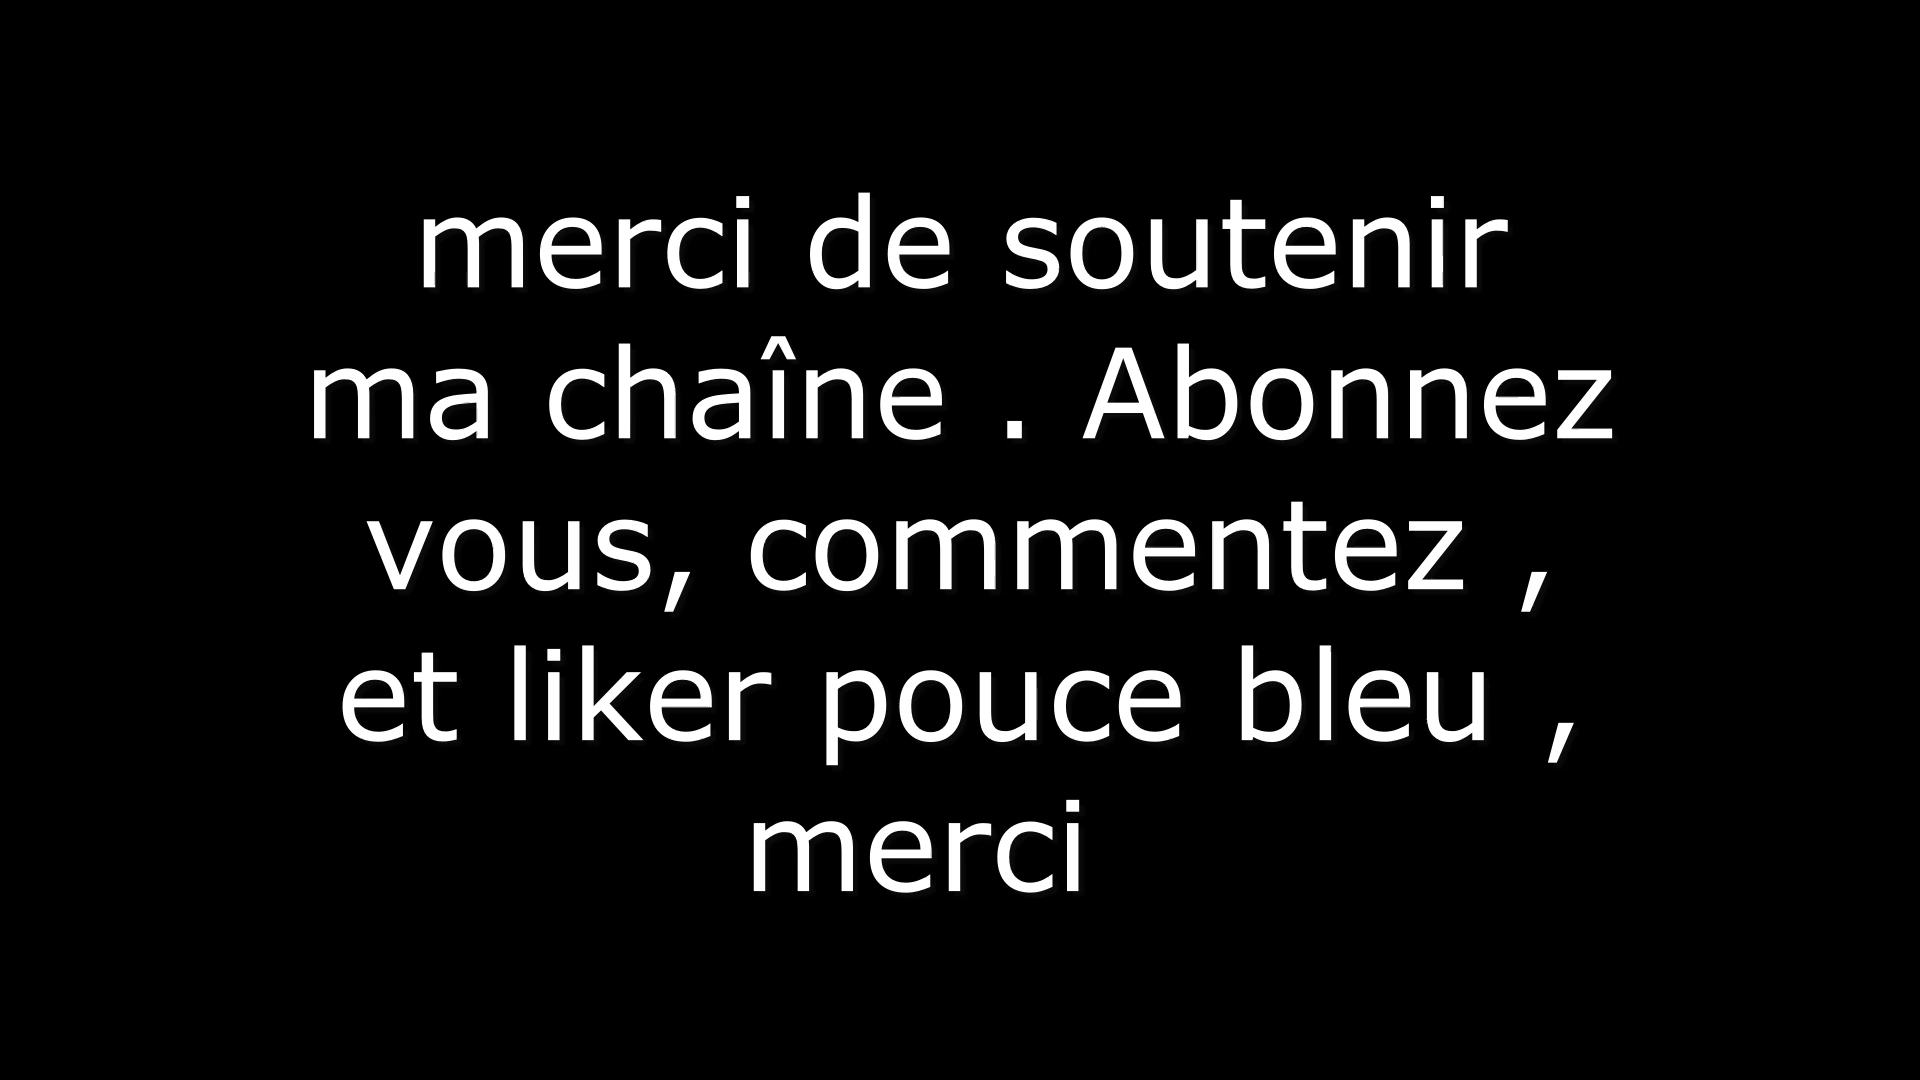 merci de soutenir
ma chaîne . Abonnez
vous, commentez ,
et liker pouce bleu ,
merci